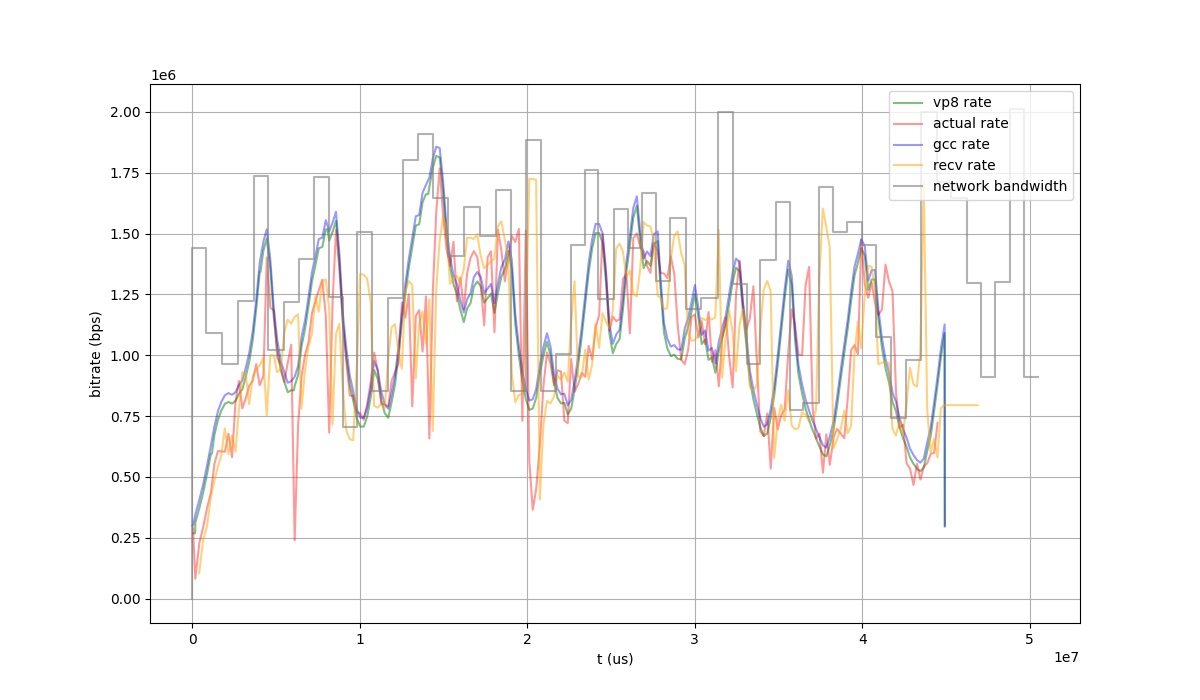 1e6
2.00
1.75
1.50
1.25
1.00
0.75
0.50
0.25
0.00
bitrate (bps)
vp8 rate
actual rate
gcc rate
recv rate
network bandwidth
0
1
2
3
4
5
t (us)
1e7